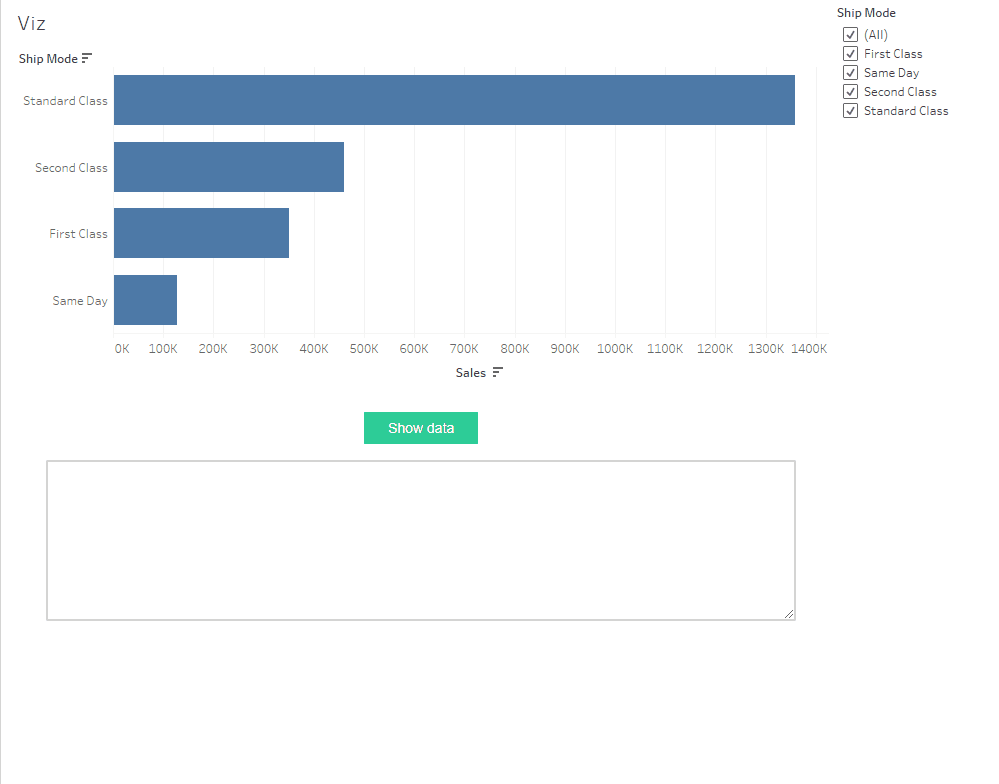 Viz
Ship Mode
Standard Class
Second Class
First Class
Same Day
0K 100K 200K 300K 400K 500K 600K 700K 800K 900K 1000K 1100K 1200K 1300K 1400K
Sales
Show data
Ship Mode
(All)
First Class
Same Day
Second Class
Standard Class